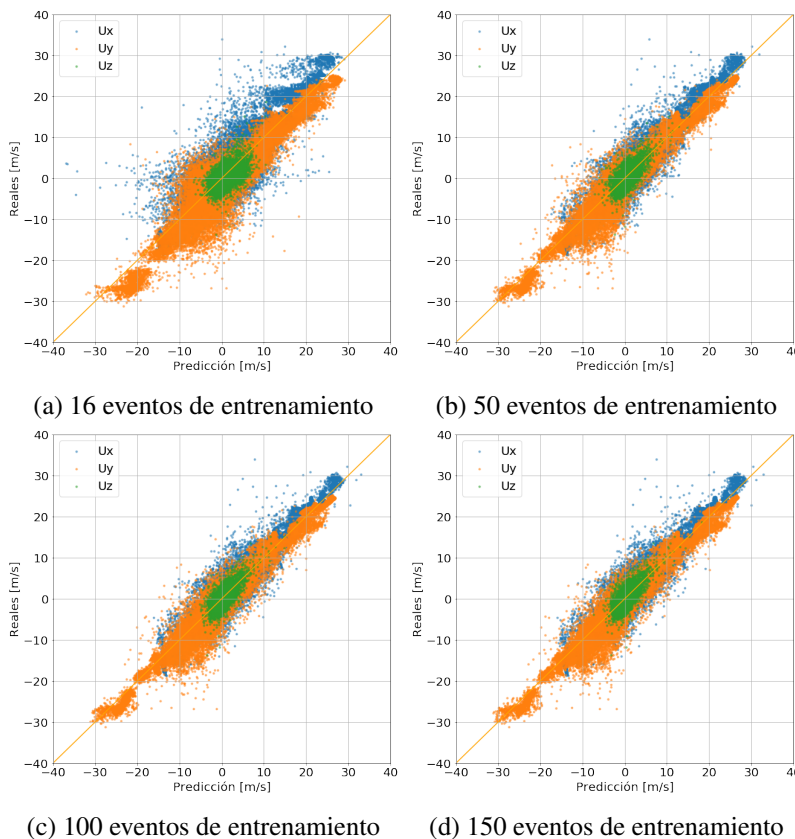 40
30
20
10
0
−10
−20
−30
−40
Reales [m/s]
Ux
Uy
Uz
−40 −30 −20 −10 0 10 20 30 40
Predicción [m/s]
(a) 16 eventos de entrenamiento
40
30
20
10
0
−10
−20
−30
−40
Reales [m/s]
Ux
Uy
Uz
−40 −30 −20 −10 0 10 20 30 40
Predicción [m/s]
(b) 50 eventos de entrenamiento
40
30
20
10
0
−10
−20
−30
−40
Reales [m/s]
Ux
Uy
Uz
−40 −30 −20 −10 0 10 20 30 40
Predicción [m/s]
(c) 100 eventos de entrenamiento
40
30
20
10
0
−10
−20
−30
−40
Reales [m/s]
Ux
Uy
Uz
−40 −30 −20 −10 0 10 20 30 40
Predicción [m/s]
(d) 150 eventos de entrenamiento